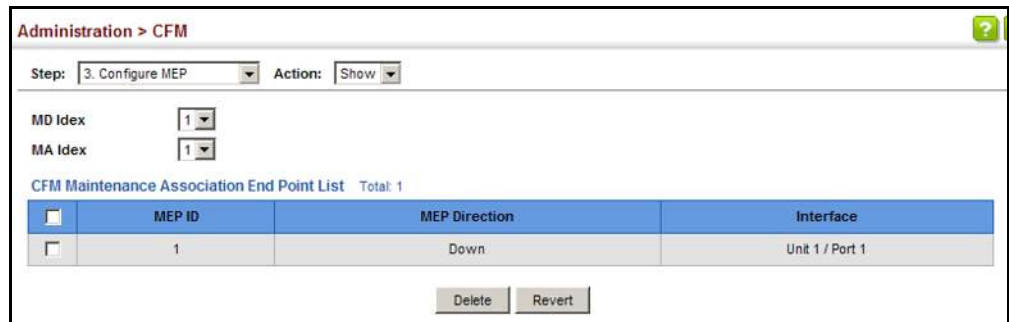 Administration > CFM
?
Step: 3. Configure MEP Action: Show
MD Idex 1
MA Idex 1
CFM Maintenance Association End Point List Total: 1
MEP ID MEP Direction Interface
1 Down Unit 1 / Port 1
Delete Revert